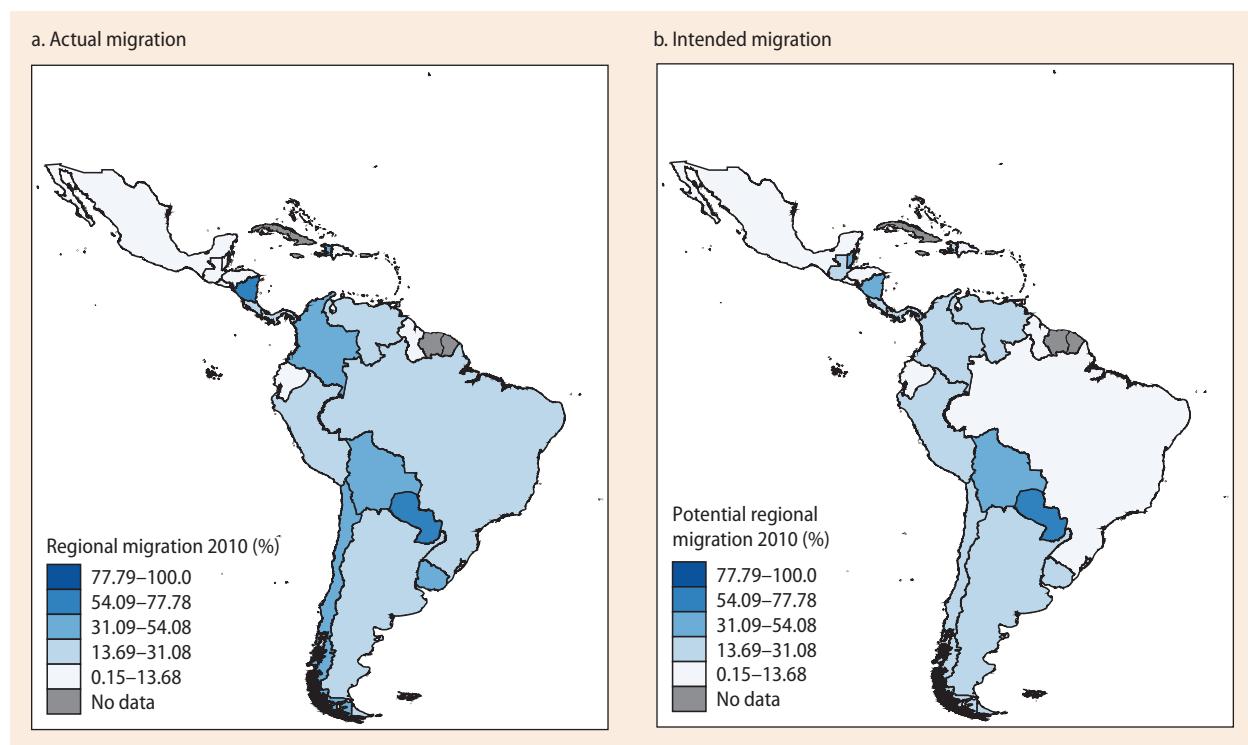 a. Actual migration
Regional migration 2010 (%)
77.79–100.0
54.09–77.78
31.09–54.08
13.69–31.08
0.15–13.68
No data
b. Intended migration
Potential regional
migration 2010 (%)
77.79–100.0
54.09–77.78
31.09–54.08
13.69–31.08
0.15–13.68
No data